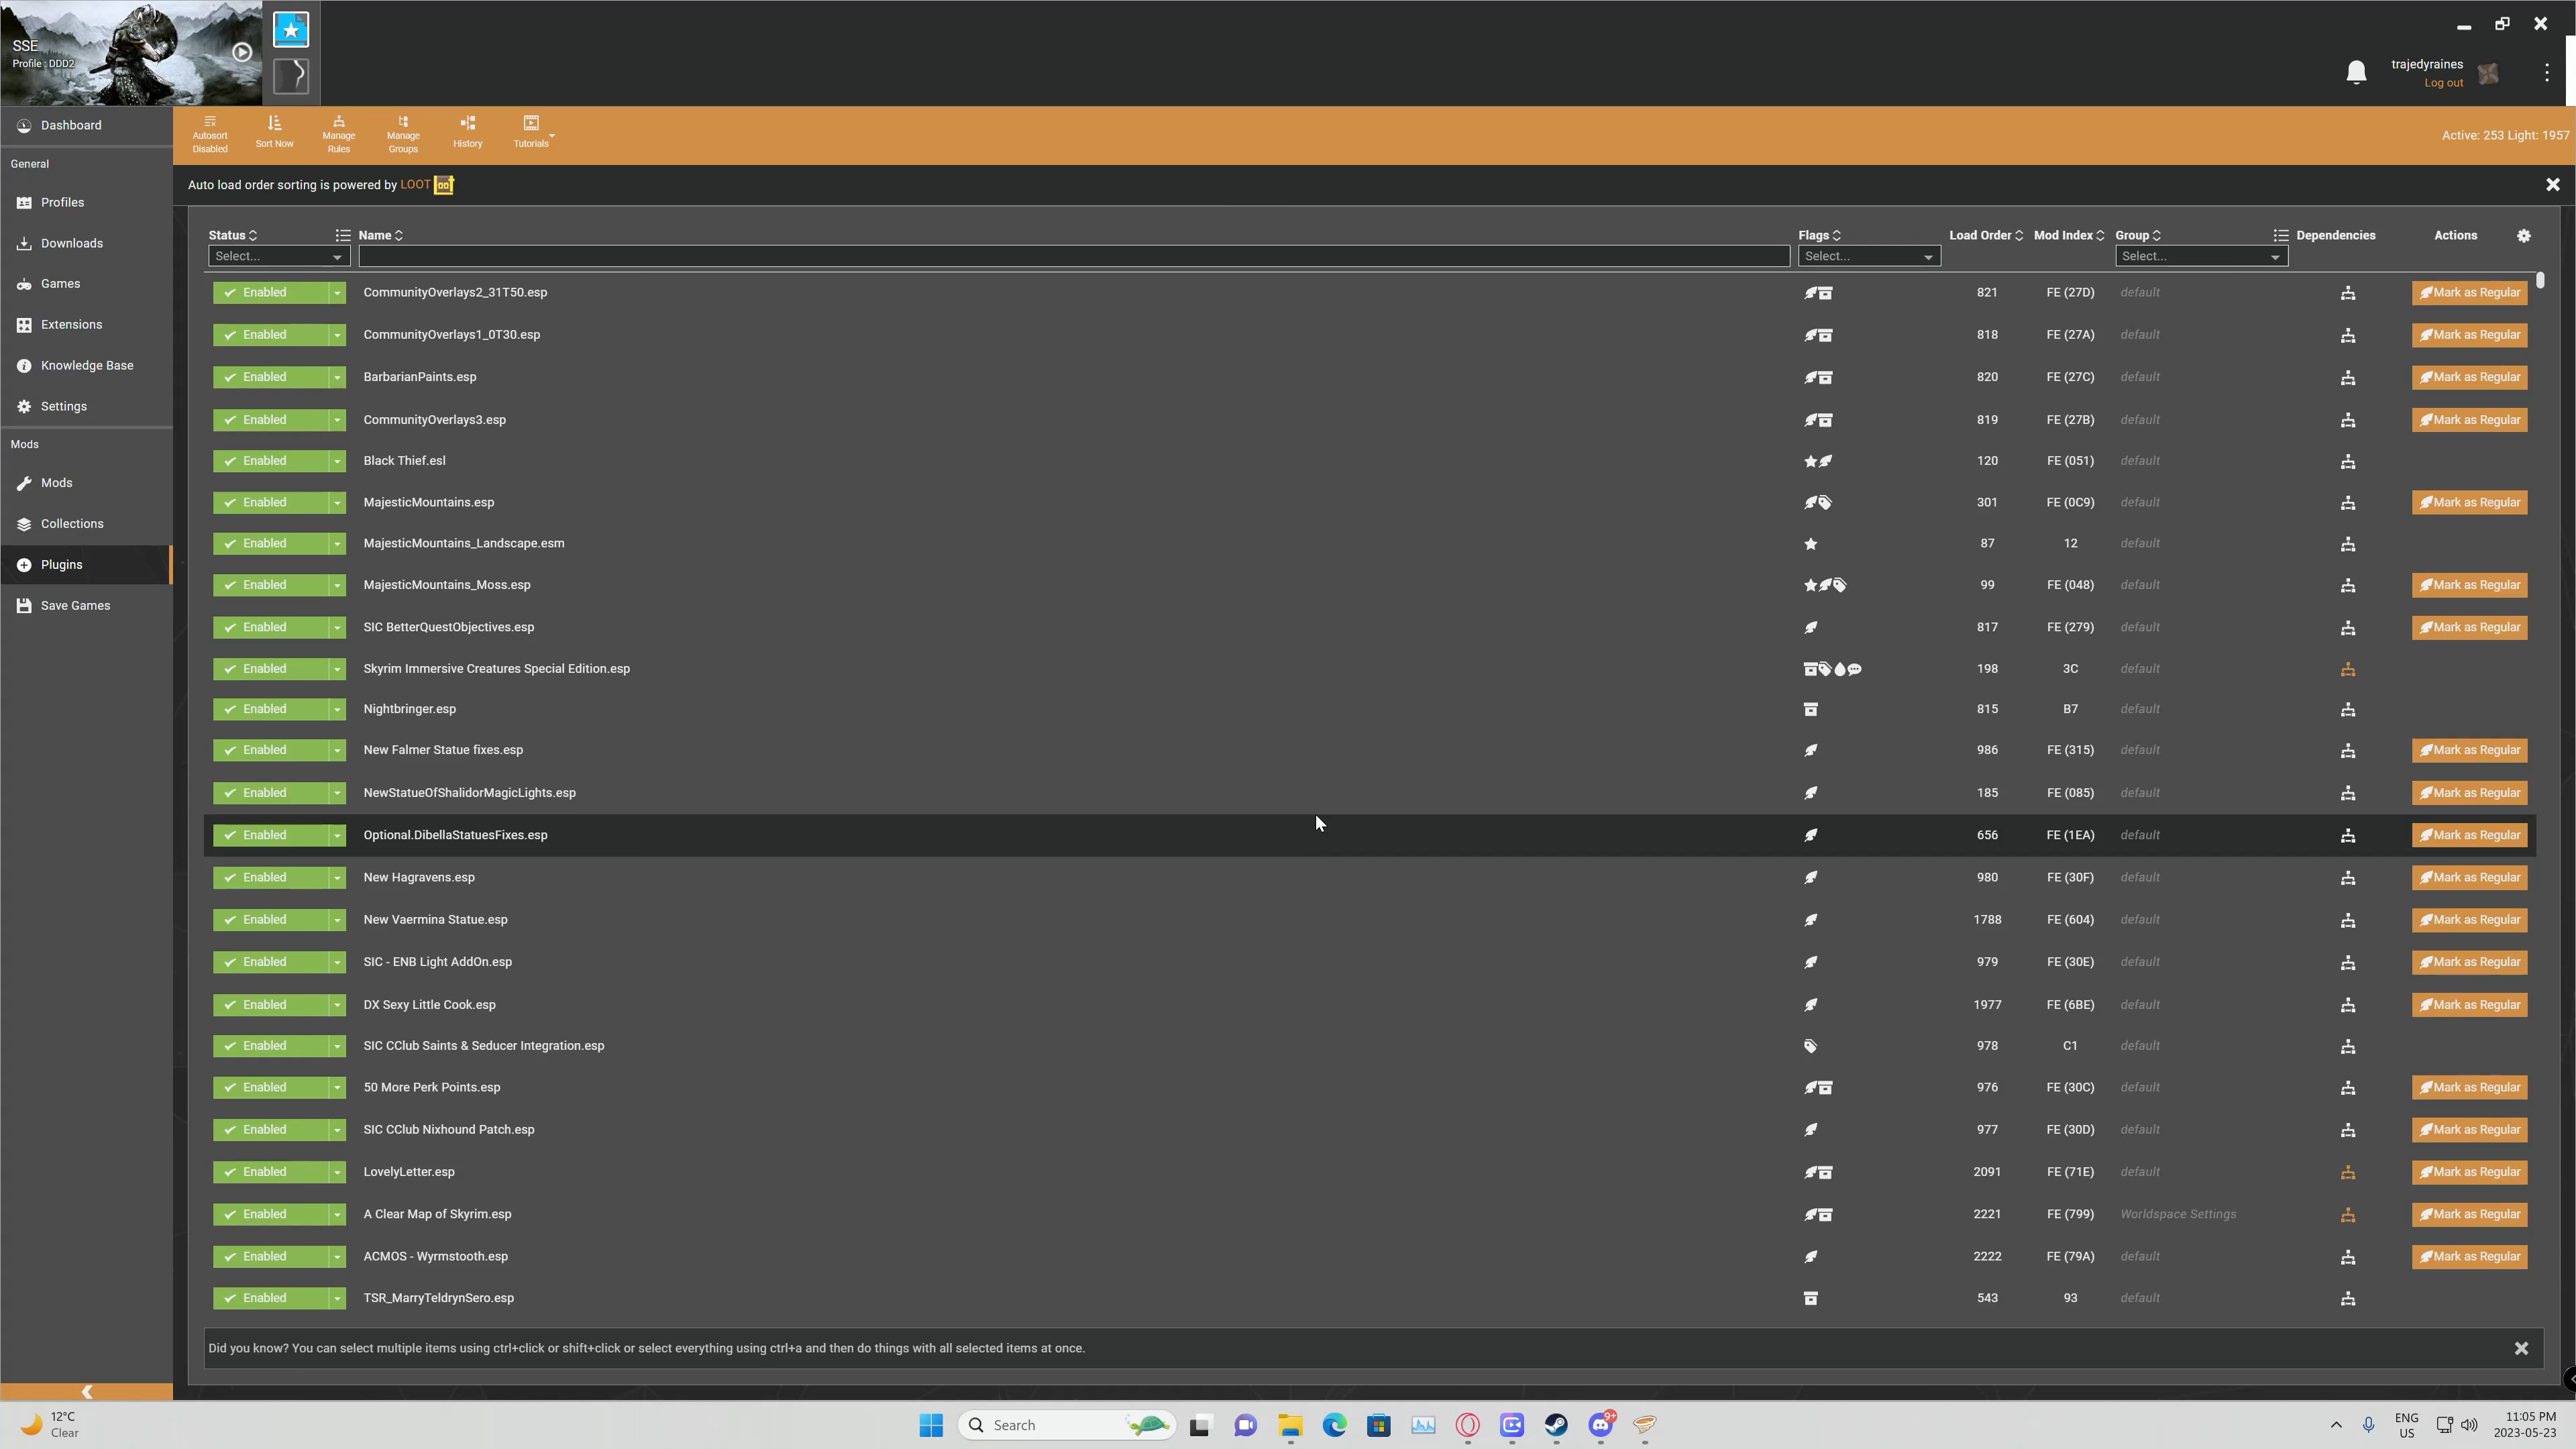 SSE
Profile : DDD2
trajedyraines
Log out
Dashboard
General
Profiles
Downloads
Games
Extensions
Knowledge Base
Settings
Mods
Mods
Collections
Plugins
Save Games
Autosort Disabled
Sort Now
Manage Rules
Manage Groups
History
Tutorials
Active: 253 Light: 1957
Auto load order sorting is powered by LOOT
Status Name Flags Load Order Mod Index Group Dependencies Actions
Select... Select... Select...
Enabled CommunityOverlays2_31T50.esp 821 FE (27D) default Mark as Regular
Enabled CommunityOverlays1_0T30.esp 818 FE (27A) default Mark as Regular
Enabled BarbarianPaints.esp 820 FE (27C) default Mark as Regular
Enabled CommunityOverlays3.esp 819 FE (27B) default Mark as Regular
Enabled Black Thief.esl 120 FE (051) default
Enabled MajesticMountains.esp 301 FE (0C9) default Mark as Regular
Enabled MajesticMountains_Landscape.esm 87 12 default
Enabled MajesticMountains_Moss.esp 99 FE (048) default Mark as Regular
Enabled SIC BetterQuestObjectives.esp 817 FE (279) default Mark as Regular
Enabled Skyrim Immersive Creatures Special Edition.esp 198 3C default
Enabled Nightbringer.esp 815 B7 default
Enabled New Falmer Statue fixes.esp 986 FE (315) default Mark as Regular
Enabled NewStatueOfShalidorMagicLights.esp 185 FE (085) default Mark as Regular
Enabled Optional.DibellaStatuesFixes.esp 656 FE (1EA) default Mark as Regular
Enabled New Hagravens.esp 980 FE (30F) default Mark as Regular
Enabled New Vaermina Statue.esp 1788 FE (604) default Mark as Regular
Enabled SIC - ENB Light AddOn.esp 979 FE (30E) default Mark as Regular
Enabled DX Sexy Little Cook.esp 1977 FE (6BE) default Mark as Regular
Enabled SIC CClub Saints & Seducer Integration.esp 978 C1 default
Enabled 50 More Perk Points.esp 976 FE (30C) default Mark as Regular
Enabled SIC CClub Nixhound Patch.esp 977 FE (30D) default Mark as Regular
Enabled LovelyLetter.esp 2091 FE (71E) default Mark as Regular
Enabled A Clear Map of Skyrim.esp 2221 FE (799) Worldspace Settings Mark as Regular
Enabled ACMOS - Wyrmstooth.esp 2222 FE (79A) default Mark as Regular
Enabled TSR_MarryTeldrynSero.esp 543 93 default
Did you know? You can select multiple items using ctrl+click or shift+click or select everything using ctrl+a and then do things with all selected items at once.
12°C
Clear
Search
9+
ENG
US
11:05 PM
2023-05-23